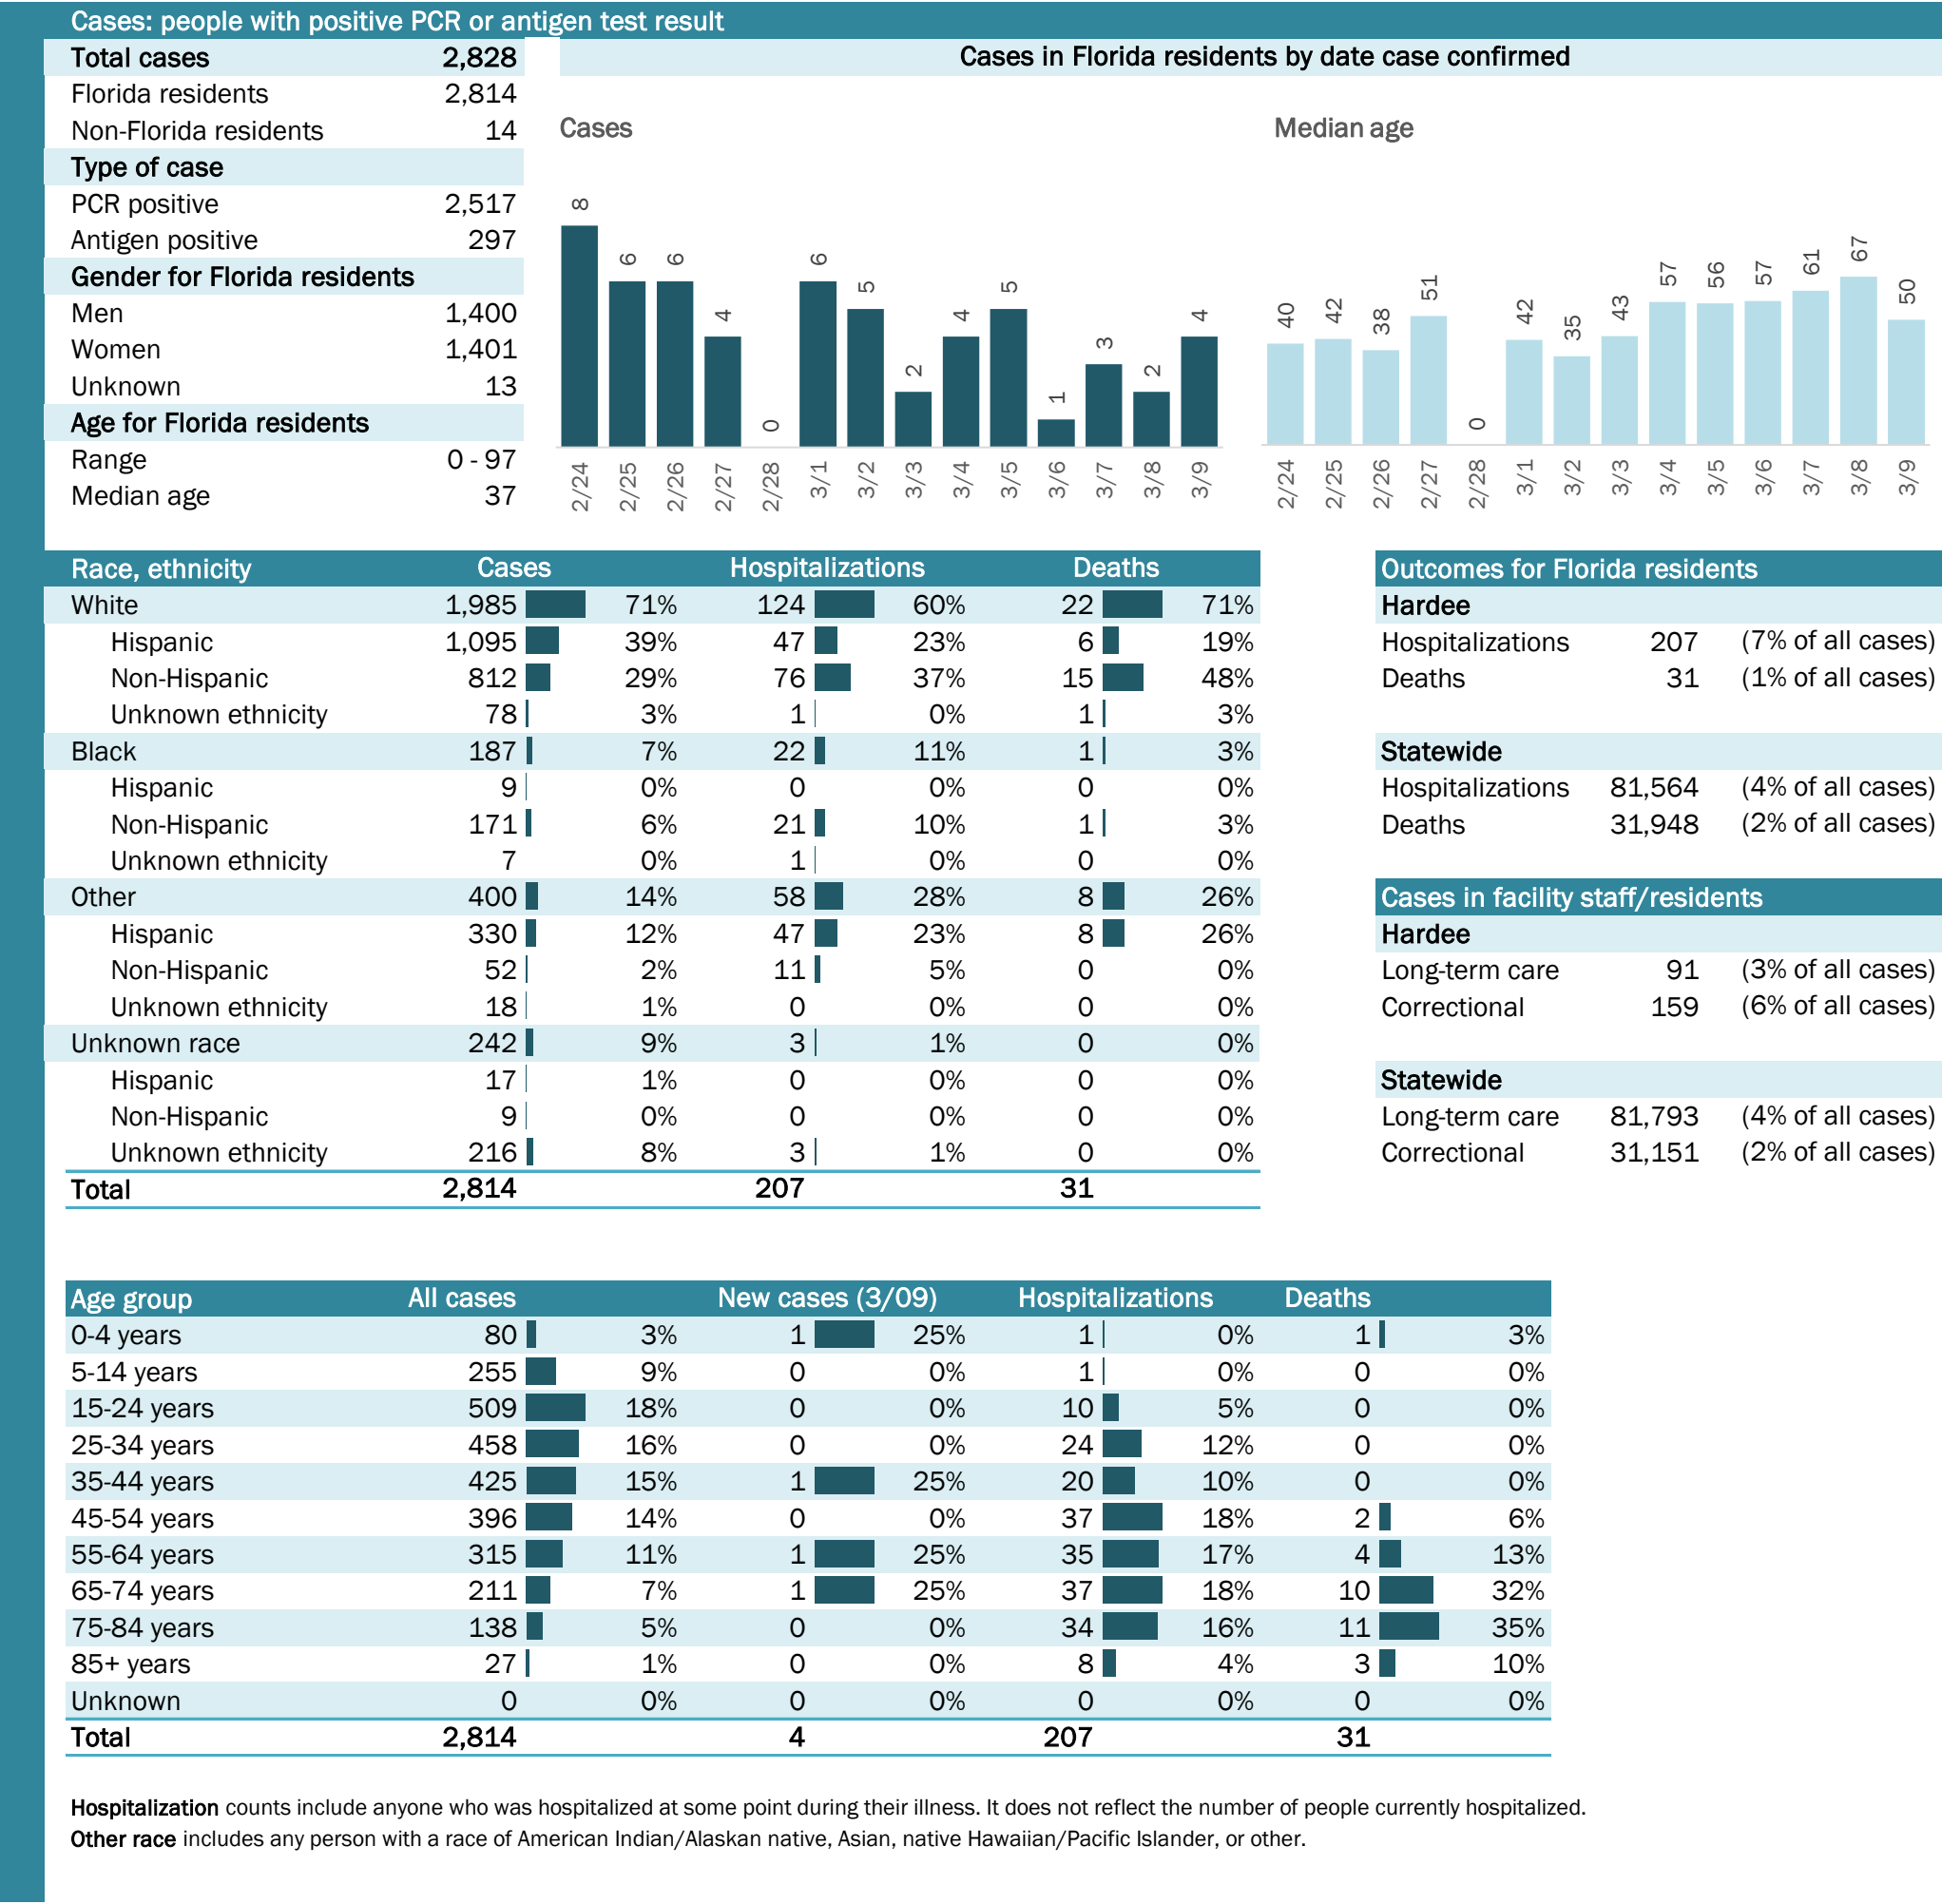 Cases: people with positive PCR or antigen test result
Total cases 2,828
Florida residents 2,814
Non-Florida residents 14
Type of case
PCR positive 2,517
Antigen positive 297
Gender for Florida residents
Men 1,400
Women 1,401
Unknown 13
Age for Florida residents
Range 0 - 97
Median age 37
Cases in Florida residents by date case confirmed
Cases
8 6 6 4 0 6 5 2 4 5 1 3 2 4
2/24 2/25 2/26 2/27 2/28 3/1 3/2 3/3 3/4 3/5 3/6 3/7 3/8 3/9
Median age
40 42 38 51 0 42 35 43 57 56 57 61 67 50
2/24 2/25 2/26 2/27 2/28 3/1 3/2 3/3 3/4 3/5 3/6 3/7 3/8 3/9
Race, ethnicity Cases Hospitalizations Deaths
White 1,985 71% 124 60% 22 71%
Hispanic 1,095 39% 47 23% 6 19%
Non-Hispanic 812 29% 76 37% 15 48%
Unknown ethnicity 78 3% 1 0% 1 3%
Black 187 7% 22 11% 1 3%
Hispanic 9 0% 0 0% 0 0%
Non-Hispanic 171 6% 21 10% 1 3%
Unknown ethnicity 7 0% 1 0% 0 0%
Other 400 14% 58 28% 8 26%
Hispanic 330 12% 47 23% 8 26%
Non-Hispanic 52 2% 11 5% 0 0%
Unknown ethnicity 18 1% 0 0% 0 0%
Unknown race 242 9% 3 1% 0 0%
Hispanic 17 1% 0 0% 0 0%
Non-Hispanic 9 0% 0 0% 0 0%
Unknown ethnicity 216 8% 3 1% 0 0%
Total 2,814 207 31
Outcomes for Florida residents
Hardee
Hospitalizations 207 (7% of all cases)
Deaths 31 (1% of all cases)
Statewide
Hospitalizations 81,564 (4% of all cases)
Deaths 31,948 (2% of all cases)
Cases in facility staff/residents
Hardee
Long-term care 91 (3% of all cases)
Correctional 159 (6% of all cases)
Statewide
Long-term care 81,793 (4% of all cases)
Correctional 31,151 (2% of all cases)
Age group All cases New cases (3/09) Hospitalizations Deaths
0-4 years 80 3% 1 25% 1 0% 1 3%
5-14 years 255 9% 0 0% 1 0% 0 0%
15-24 years 509 18% 0 0% 10 5% 0 0%
25-34 years 458 16% 0 0% 24 12% 0 0%
35-44 years 425 15% 1 25% 20 10% 0 0%
45-54 years 396 14% 0 0% 37 18% 2 6%
55-64 years 315 11% 1 25% 35 17% 4 13%
65-74 years 211 7% 1 25% 37 18% 10 32%
75-84 years 138 5% 0 0% 34 16% 11 35%
85+ years 27 1% 0 0% 8 4% 3 10%
Unknown 0 0% 0 0% 0 0% 0 0%
Total 2,814 4 207 31
Hospitalization counts include anyone who was hospitalized at some point during their illness. It does not reflect the number of people currently hospitalized.
Other race includes any person with a race of American Indian/Alaskan native, Asian, native Hawaiian/Pacific Islander, or other.